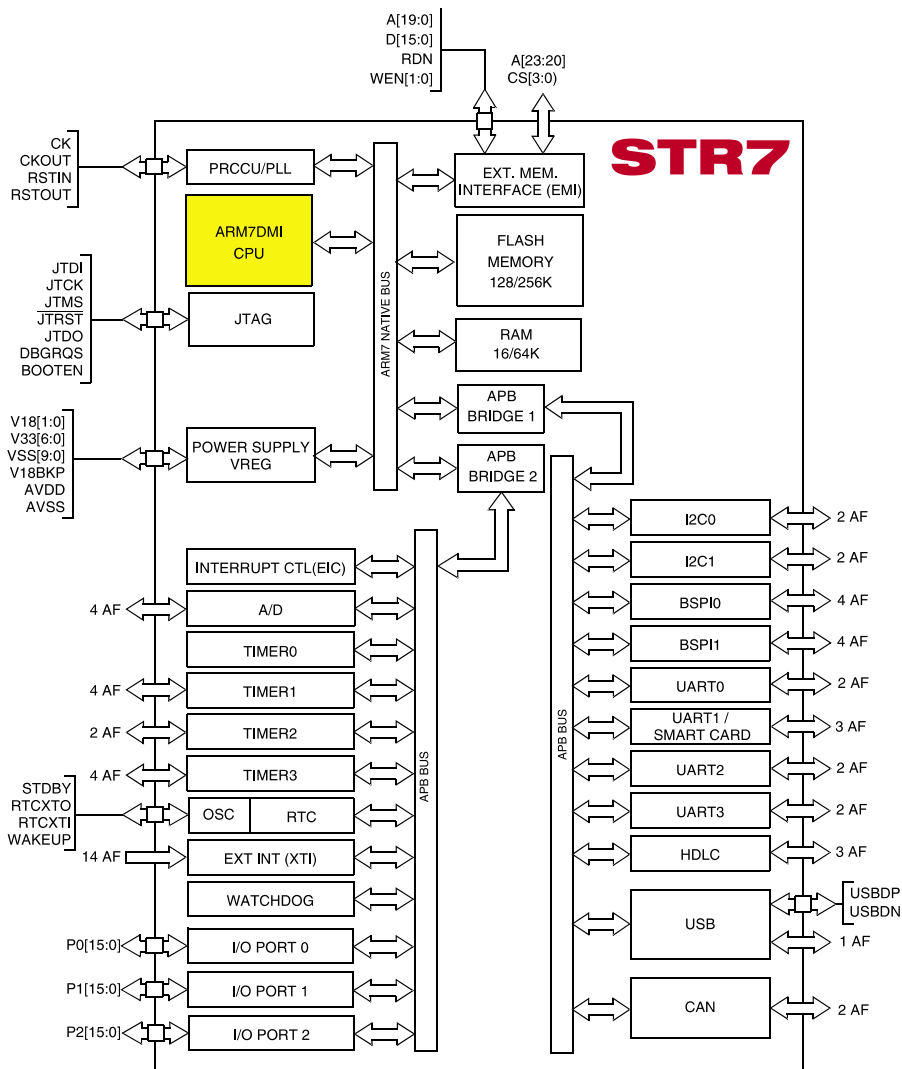 A[19:0]
D[15:0]
RDN
WEN[1:0]
A[23:20]
CS[3:0)
STR7
CK
CKOUT
RSTIN
RSTOUT
PRCCU/PLL
EXT. MEM.
INTERFACE (EMI)
ARM7DMI
CPU
FLASH
MEMORY
128/256K
JTDI
JTCK
JTMS
JTRST
JTDO
DBGRQS
BOOTEN
JTAG
ARM7 NATIVE BUS
RAM
16/64K
APB
BRIDGE 1
V18[1:0]
V33[6:0]
VSS[9:0]
V18BKP
AVDD
AVSS
POWER SUPPLY
VREG
APB
BRIDGE 2
INTERRUPT CTL(EIC)
4 AF
A/D
TIMER0
4 AF
TIMER1
2 AF
TIMER2
4 AF
TIMER3
STDBY
RTCXTO
RTCXTI
WAKEUP
OSC
RTC
14 AF
EXT INT (XTI)
WATCHDOG
P0[15:0]
I/O PORT 0
P1[15:0]
I/O PORT 1
P2[15:0]
I/O PORT 2
APB BUS
APB BUS
I2C0
2 AF
I2C1
2 AF
BSPI0
4 AF
BSPI1
4 AF
UART0
2 AF
UART1 /
SMART CARD
3 AF
UART2
2 AF
UART3
2 AF
HDLC
3 AF
USB
USBDP
USBDN
1 AF
CAN
2 AF